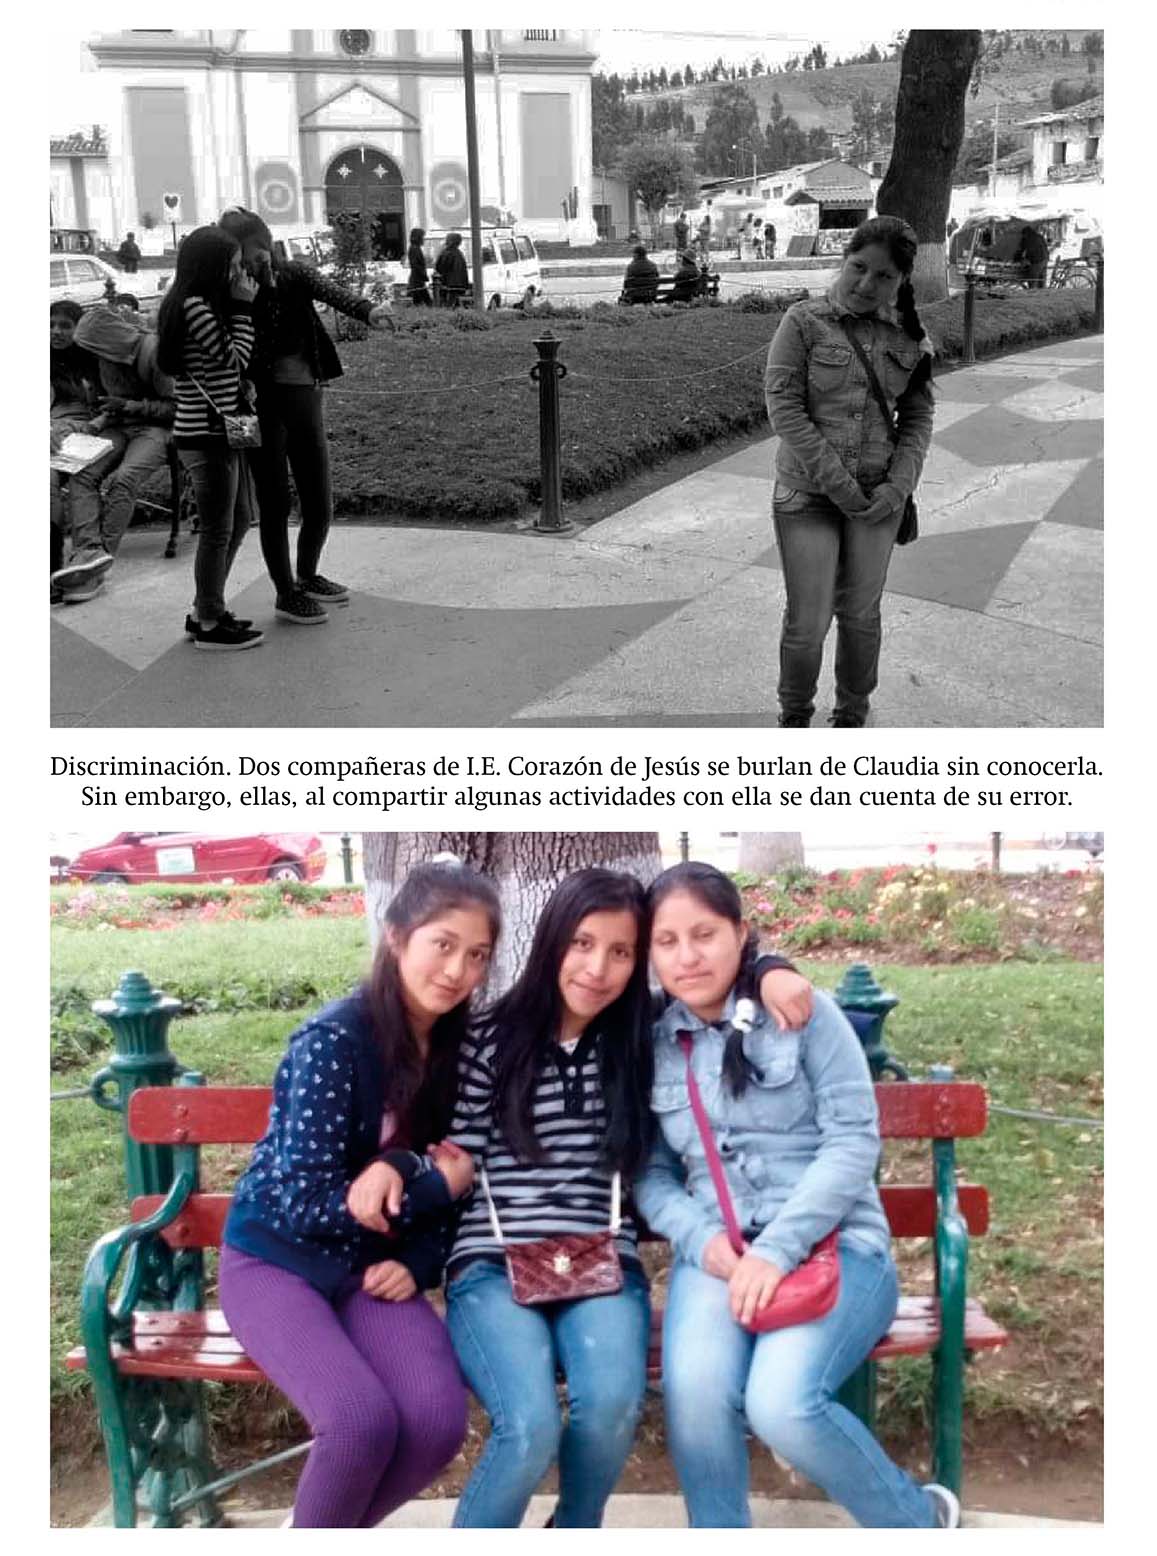 Discriminación. Dos compañeras de I.E. Corazón de Jesús se burlan de Claudia sin conocerla.
Sin embargo, ellas, al compartir algunas actividades con ella se dan cuenta de su error.